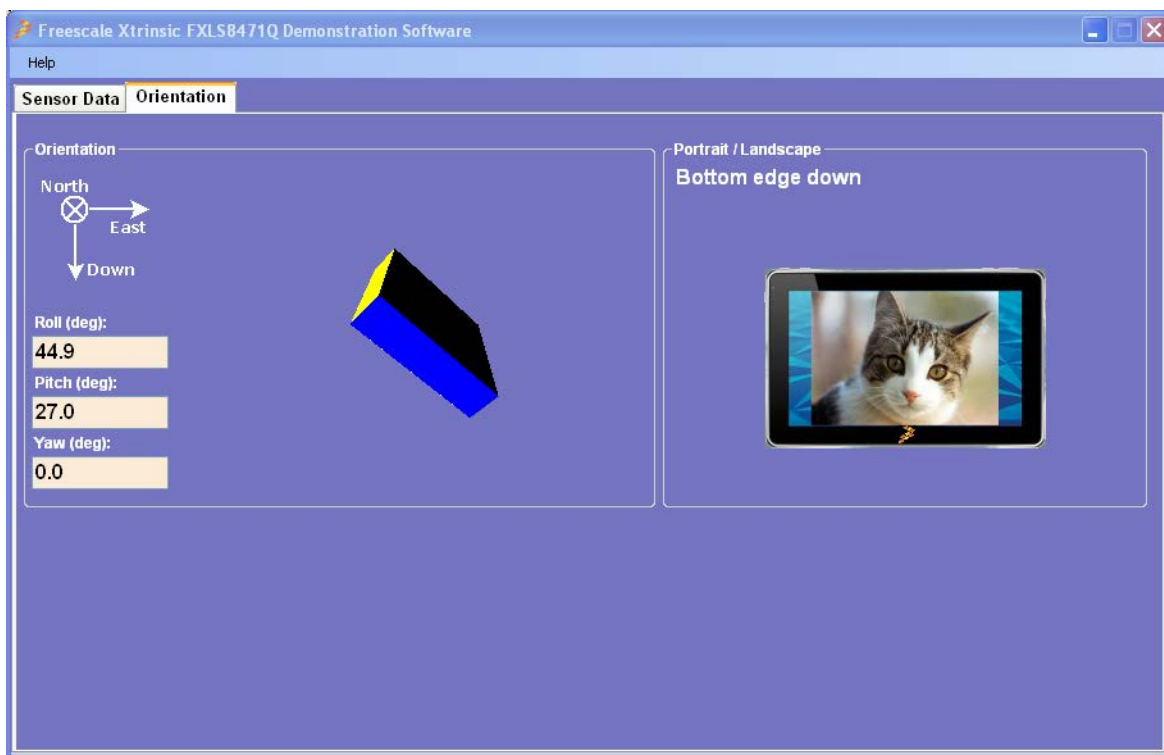 Freescale Xtrinsic FXLS8471Q Demonstration Software
Help
Sensor Data
Orientation
Orientation
North
East
Down
Roll (deg):
44.9
Pitch (deg):
27.0
Yaw (deg):
0.0
Portrait / Landscape
Bottom edge down